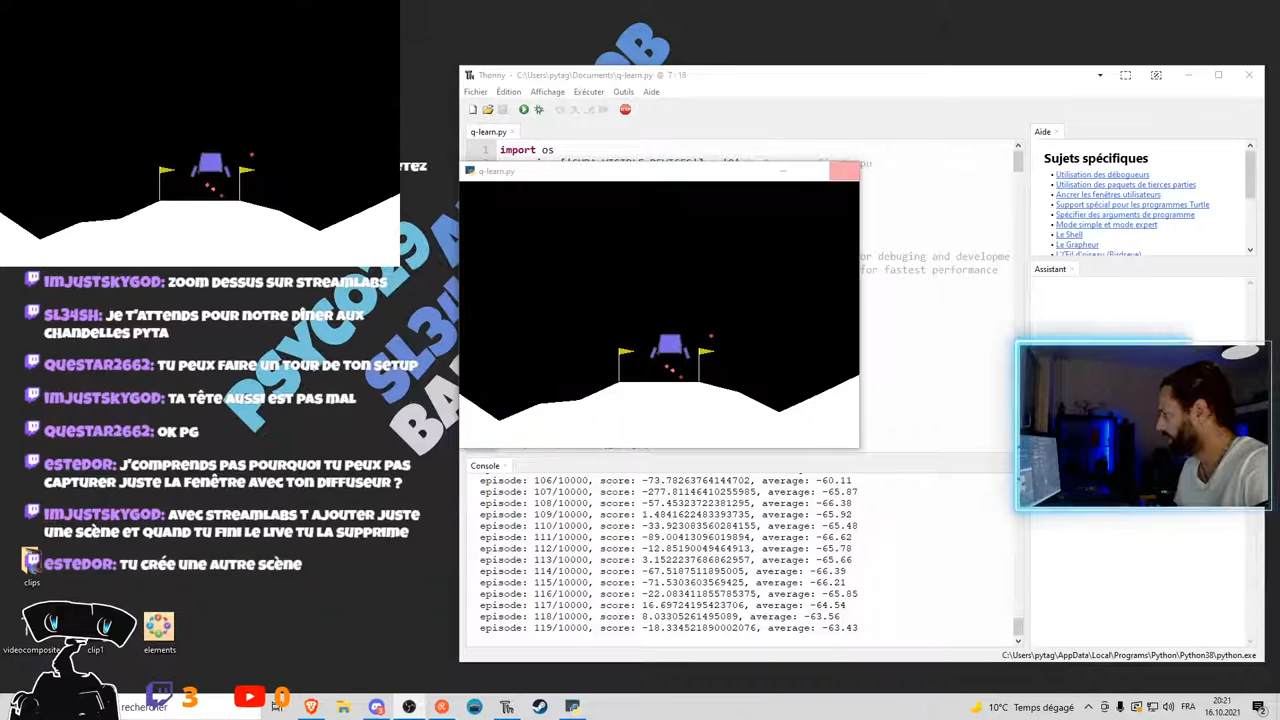 rtez
PSYCO29
SL34SH
BA
imjustskygod: zoom dessus sur streamlabs
sl34sh: je t'attends pour notre dîner aux
chandelles pyta
questar2662: tu peux faire un tour de ton setup
imjustskygod: ta tête aussi est pas mal
questar2662: ok pg
estedor: j'comprends pas pourquoi tu peux pas
capturer juste la fenêtre avec ton diffuseur ?
imjustskygod: avec streamlabs t ajouter juste
une scène et quand tu fini le live tu la supprime
estedor: tu crée une autre scène
clips
videocomposite
clip1
elements
3
0
rechercher
Thonny - C:\Users\pytag\Documents\q-learn.py @ 7:18
Fichier Édition Affichage Exécuter Outils Aide
q-learn.py
1 import os
q-learn.py
or debuging and developme
for fastest performance
Console
episode: 106/10000, score: -73.78263764144702, average: -60.11
episode: 107/10000, score: -277.81146410255985, average: -65.87
episode: 108/10000, score: -57.45323722381295, average: -66.38
episode: 109/10000, score: 1.4841622483393735, average: -65.92
episode: 110/10000, score: -33.923083560284155, average: -65.48
episode: 111/10000, score: -89.00413096019894, average: -66.62
episode: 112/10000, score: -12.85190049464913, average: -65.78
episode: 113/10000, score: 3.1522237686862957, average: -65.66
episode: 114/10000, score: -67.5187511895005, average: -66.39
episode: 115/10000, score: -71.5303603569425, average: -66.21
episode: 116/10000, score: -22.083411855785375, average: -65.85
episode: 117/10000, score: 16.69724195423706, average: -64.54
episode: 118/10000, score: 8.03305261495089, average: -63.56
episode: 119/10000, score: -18.334521890002076, average: -63.43
Aide
Sujets spécifiques
Utilisation des débogueurs
Utilisation des paquets de tierces parties
Ancrer les fenêtres utilisateurs
Support spécial pour les programmes Turtle
Spécifier des arguments de programme
Mode simple et mode expert
Le Shell
Le Grapheur
L'Œil d'oiseau (Birdseye)
Assistant
C:\Users\pytag\AppData\Local\Programs\Python\Python38\python.exe
10°C Temps dégagé
FRA
20:21
16.10.2021
2